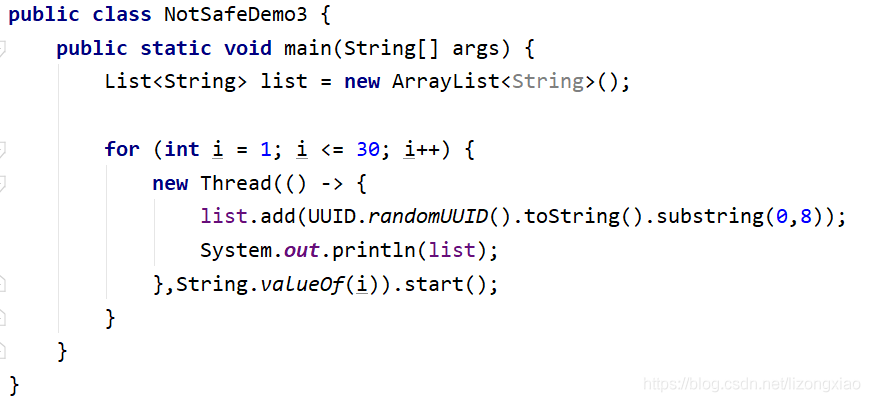 public class NotSafeDemo3 {
    public static void main(String[] args) {
        List<String> list = new ArrayList<String>();

        for (int i = 1; i <= 30; i++) {
            new Thread(() -> {
                list.add(UUID.randomUUID().toString().substring(0,8));
                System.out.println(list);
            },String.valueOf(i)).start();
        }
    }
}
https://blog.csdn.net/lizongxiao